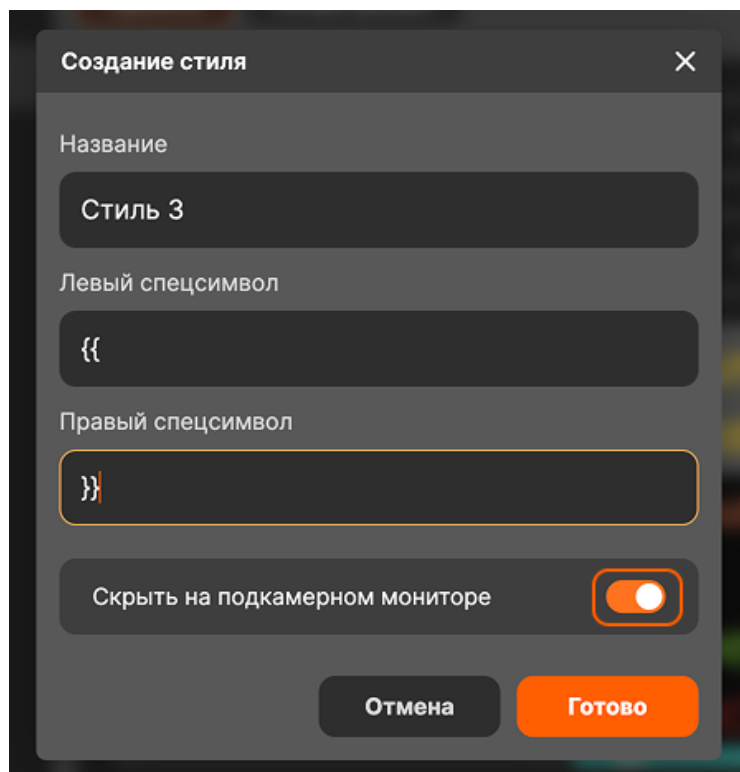 Создание стиля
Название
Стиль 3
Левый спецсимвол
{{
Правый спецсимвол
}}
Скрыть на подкамерном мониторе
Отмена Готово